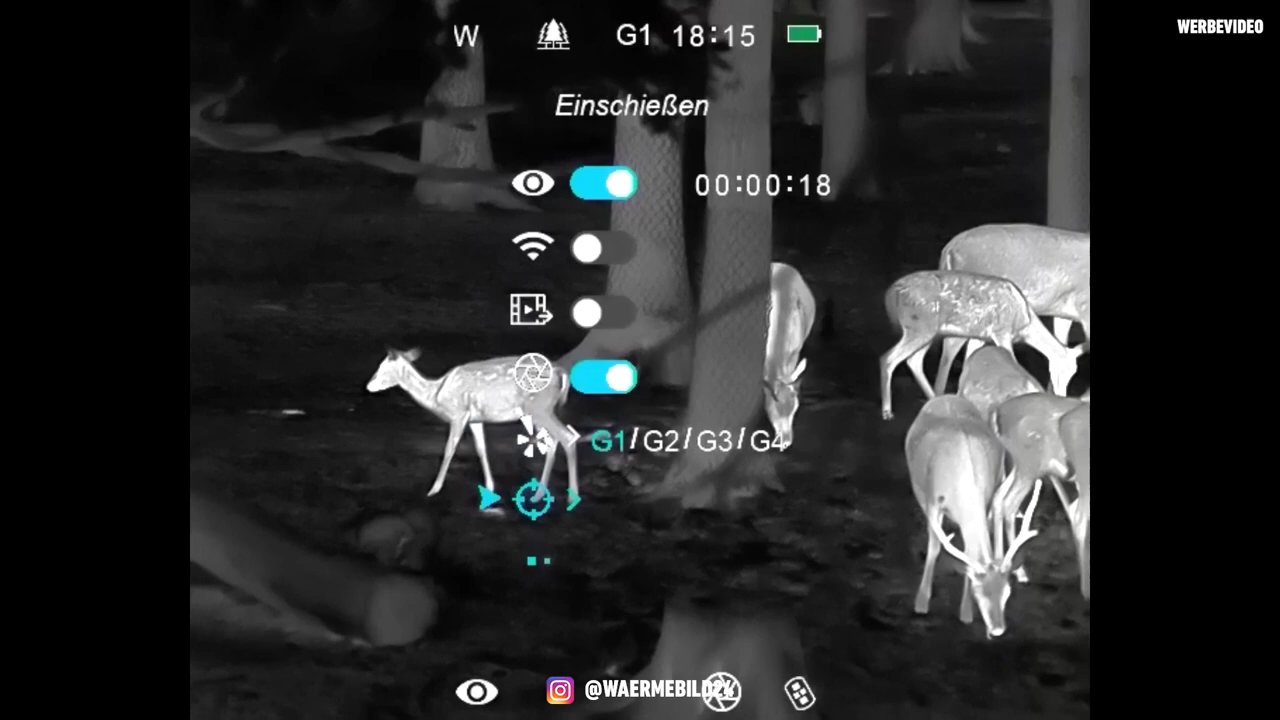 WERBEVIDEO
W G1 18:15
Einschießen
00:00:18
G1/G2/G3/G4
@WAERMEBILD24